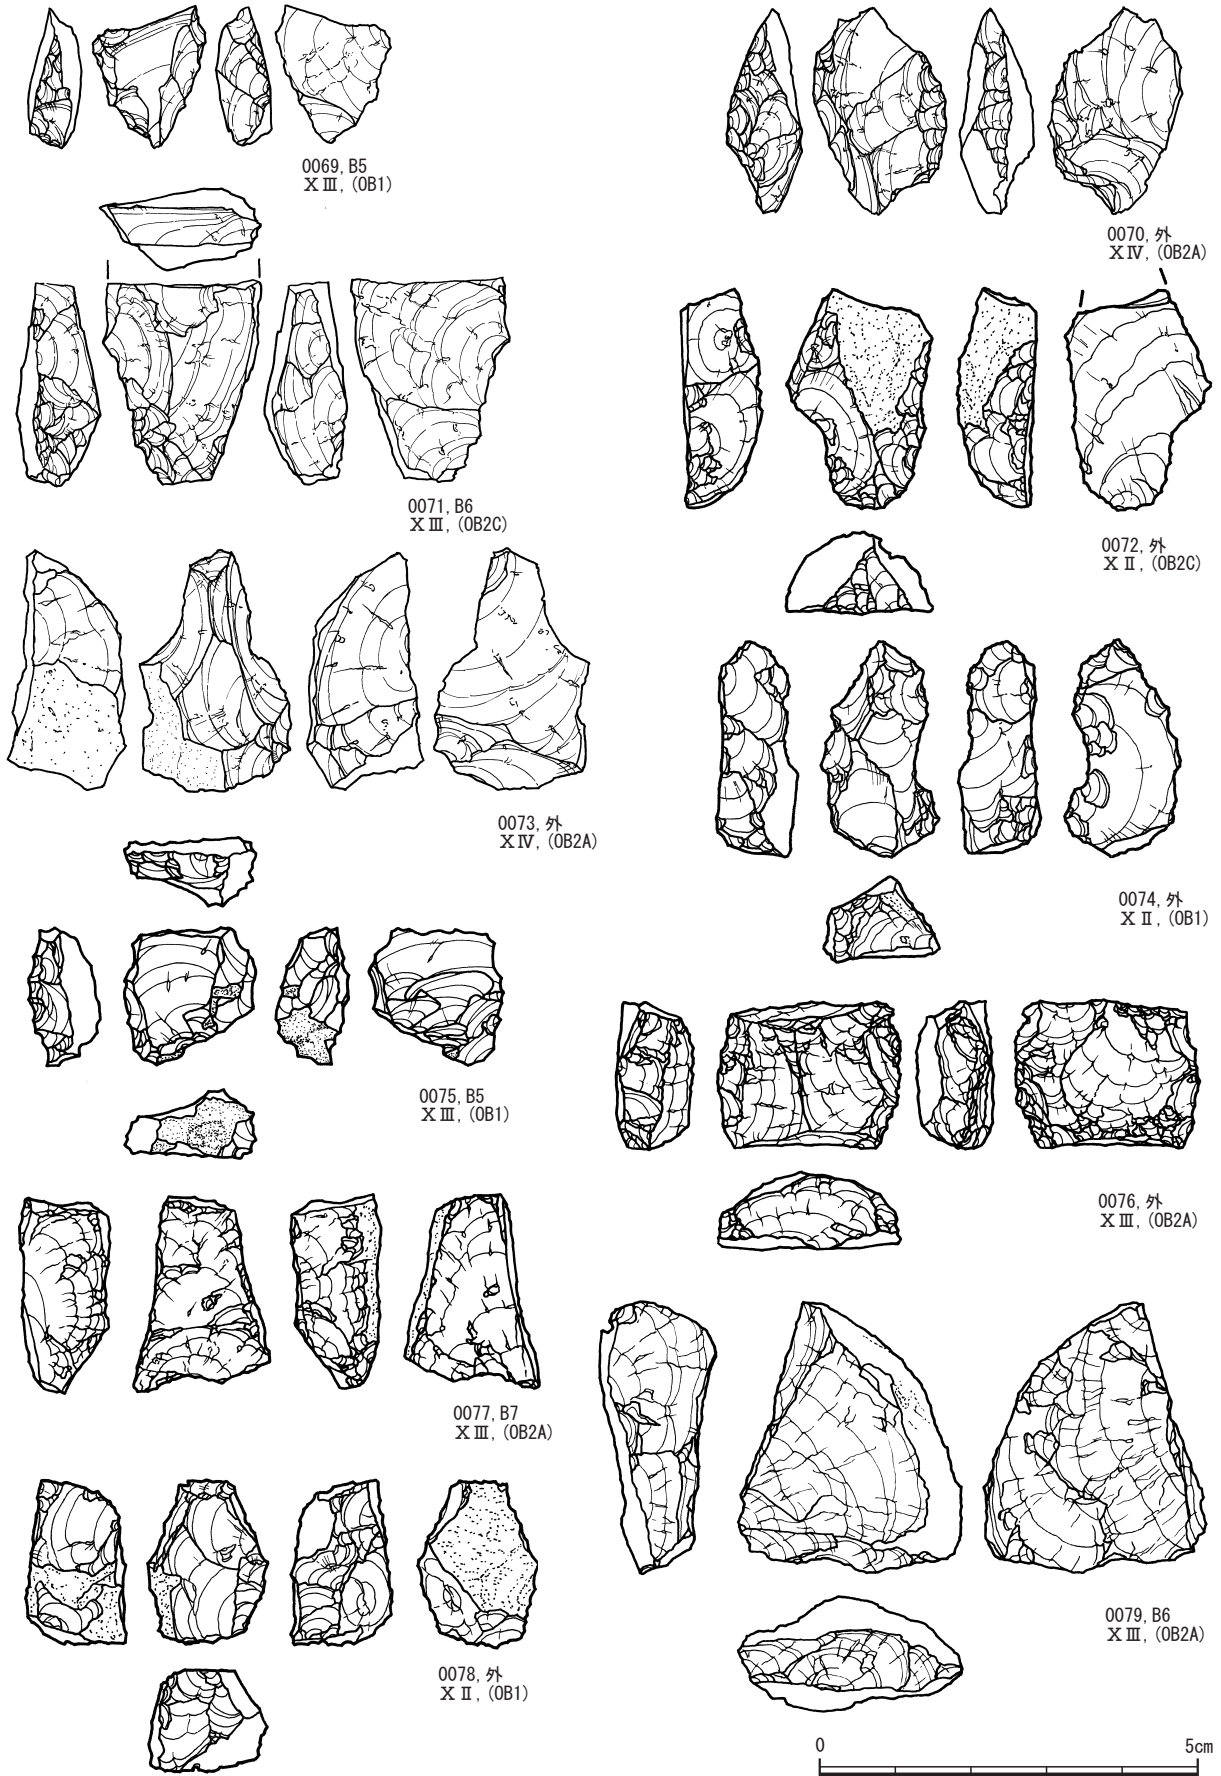 0069, B5
ⅩⅢ, (OB1)
0070, 外
ⅩⅣ, (OB2A)
0071, B6
ⅩⅢ, (OB2C)
0072, 外
ⅩⅡ, (OB2C)
0073, 外
ⅩⅣ, (OB2A)
0074, 外
ⅩⅡ, (OB1)
0075, B5
ⅩⅢ, (OB1)
0076, 外
ⅩⅢ, (OB2A)
0077, B7
ⅩⅢ, (OB2A)
0078, 外
ⅩⅡ, (OB1)
0079, B6
ⅩⅢ, (OB2A)
0 5cm